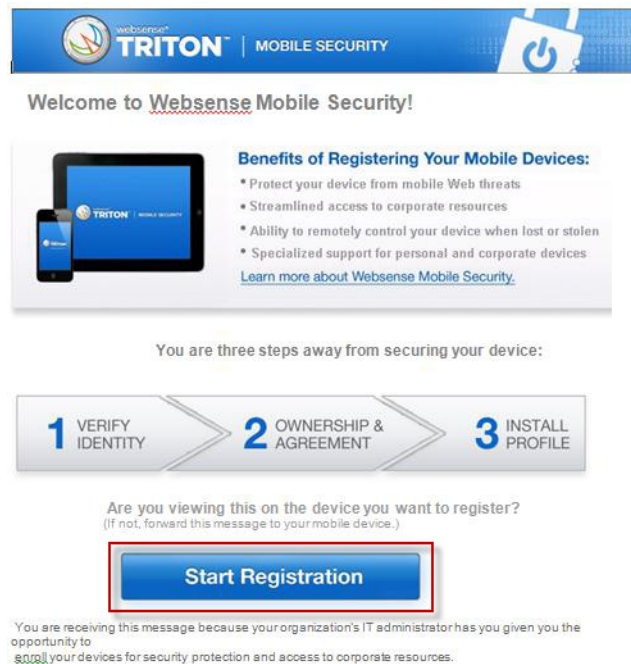 websense®
TRITON™ | MOBILE SECURITY
Welcome to Websense Mobile Security!
TRITON | MOBILE SECURITY
Benefits of Registering Your Mobile Devices:
• Protect your device from mobile Web threats
• Streamlined access to corporate resources
• Ability to remotely control your device when lost or stolen
• Specialized support for personal and corporate devices
Learn more about Websense Mobile Security.
You are three steps away from securing your device:
1 VERIFY IDENTITY
2 OWNERSHIP & AGREEMENT
3 INSTALL PROFILE
Are you viewing this on the device you want to register?
(If not, forward this message to your mobile device.)
Start Registration
You are receiving this message because your organization's IT administrator has you given you the
opportunity to
enroll your devices for security protection and access to corporate resources.